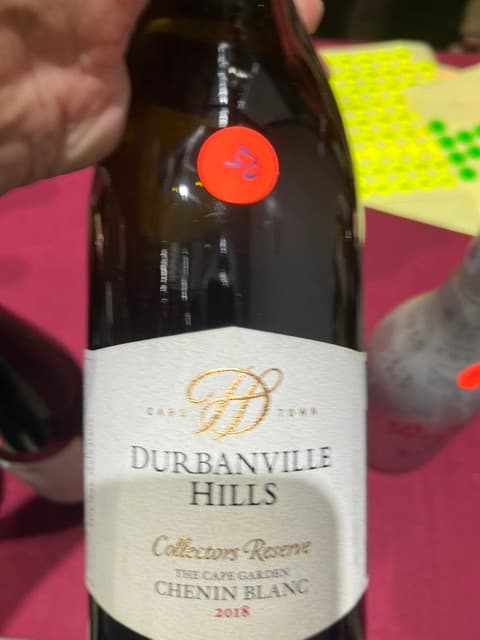 CAPE TOWN
DURBANVILLE
HILLS
Collectors Reserve
THE CAPE GARDEN
CHENIN BLANC
2018